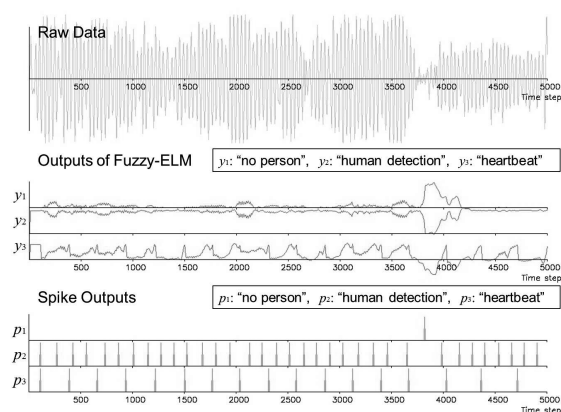 Raw Data
500 1000 1500 2000 2500 3000 3500 4000 4500 5000
Time step
Outputs of Fuzzy-ELM
y1: “no person”, y2: “human detection”, y3: “heartbeat”
y1
y2
y3
500 1000 1500 2000 2500 3000 3500 4000 4500 5000
Time step
Spike Outputs
p1: “no person”, p2: “human detection”, p3: “heartbeat”
p1
p2
p3
500 1000 1500 2000 2500 3000 3500 4000 4500 5000
Time step